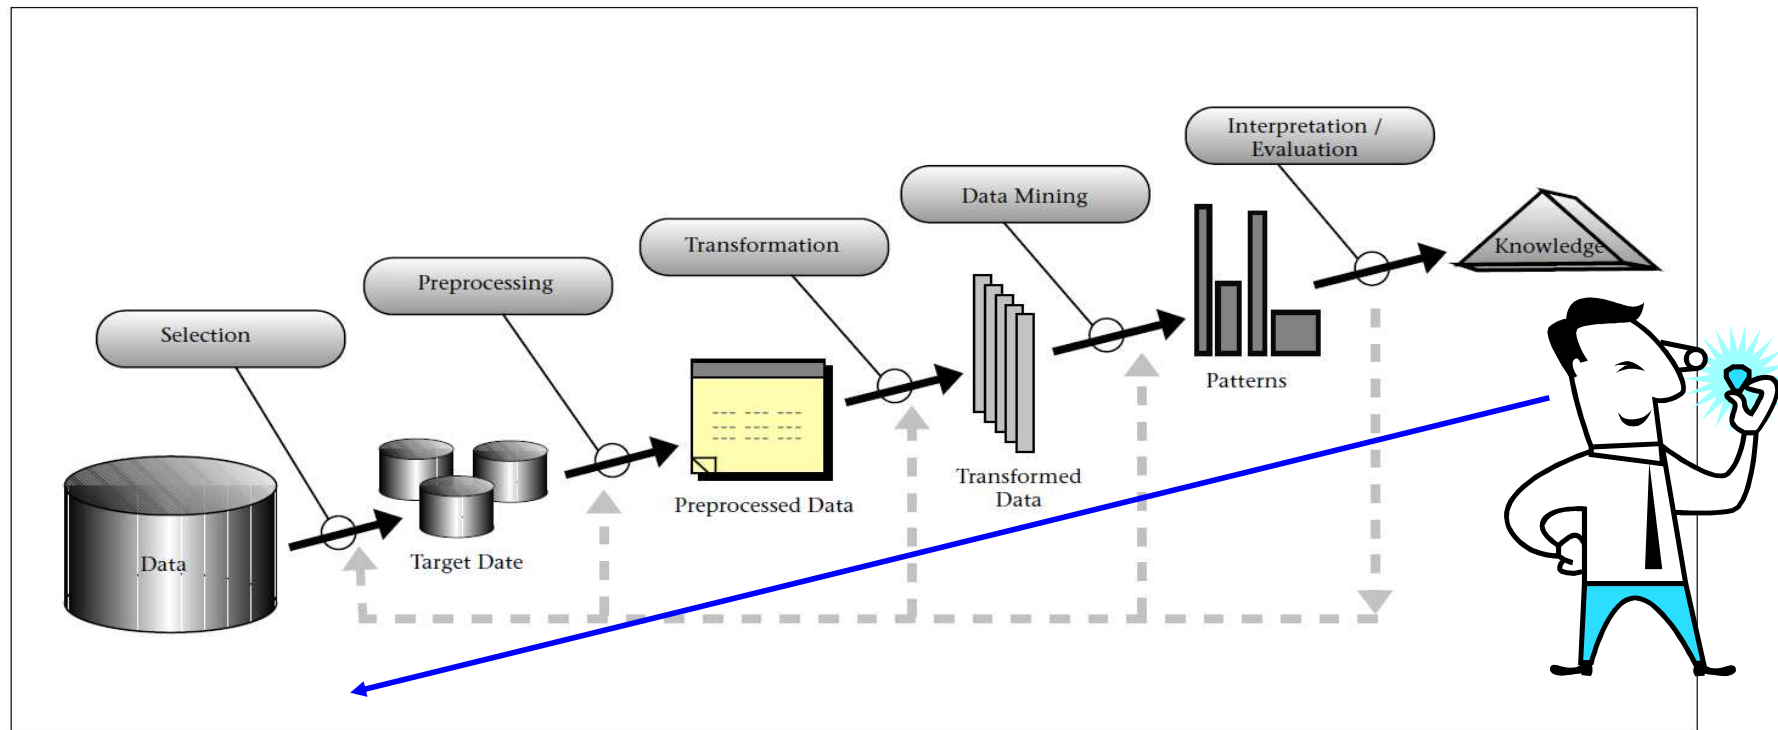 Interpretation /
Evaluation
Data Mining
Transformation
Preprocessing
Selection
Knowledge
Patterns
Transformed
Data
Preprocessed Data
Target Date
Data